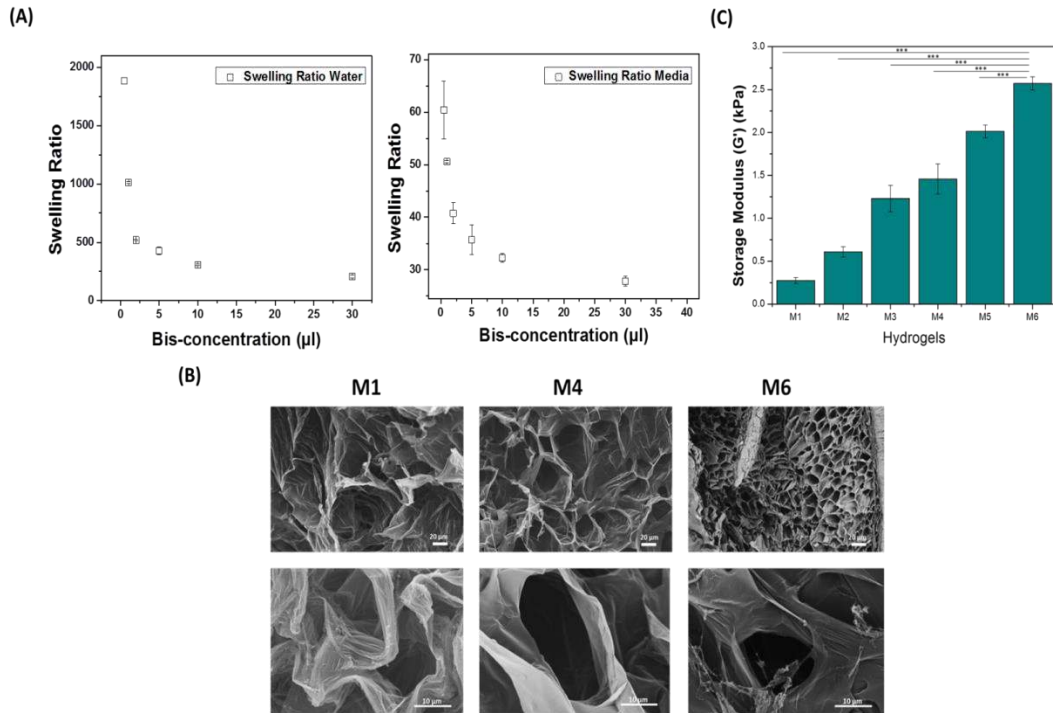 (A)
2000
1500
1000
500
0
Swelling Ratio
Swelling Ratio Water
0 5 10 15 20 25 30
Bis-concentration (µl)
70
60
50
40
30
Swelling Ratio
Swelling Ratio Media
0 5 10 15 20 25 30 35 40
Bis-concentration (µl)
(C)
3.0
2.5
2.0
1.5
1.0
0.5
0.0
Storage Modulus (G') (kPa)
***
***
***
***
***
M1 M2 M3 M4 M5 M6
Hydrogels
(B)
M1 M4 M6
20 µm 20 µm 20 µm
10 µm 10 µm 10 µm